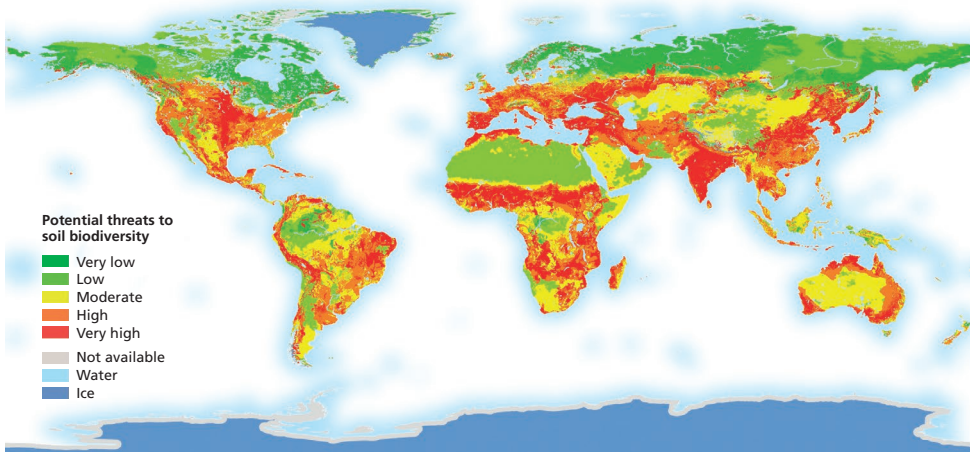 Potential threats to
soil biodiversity
Very low
Low
Moderate
High
Very high
Not available
Water
Ice